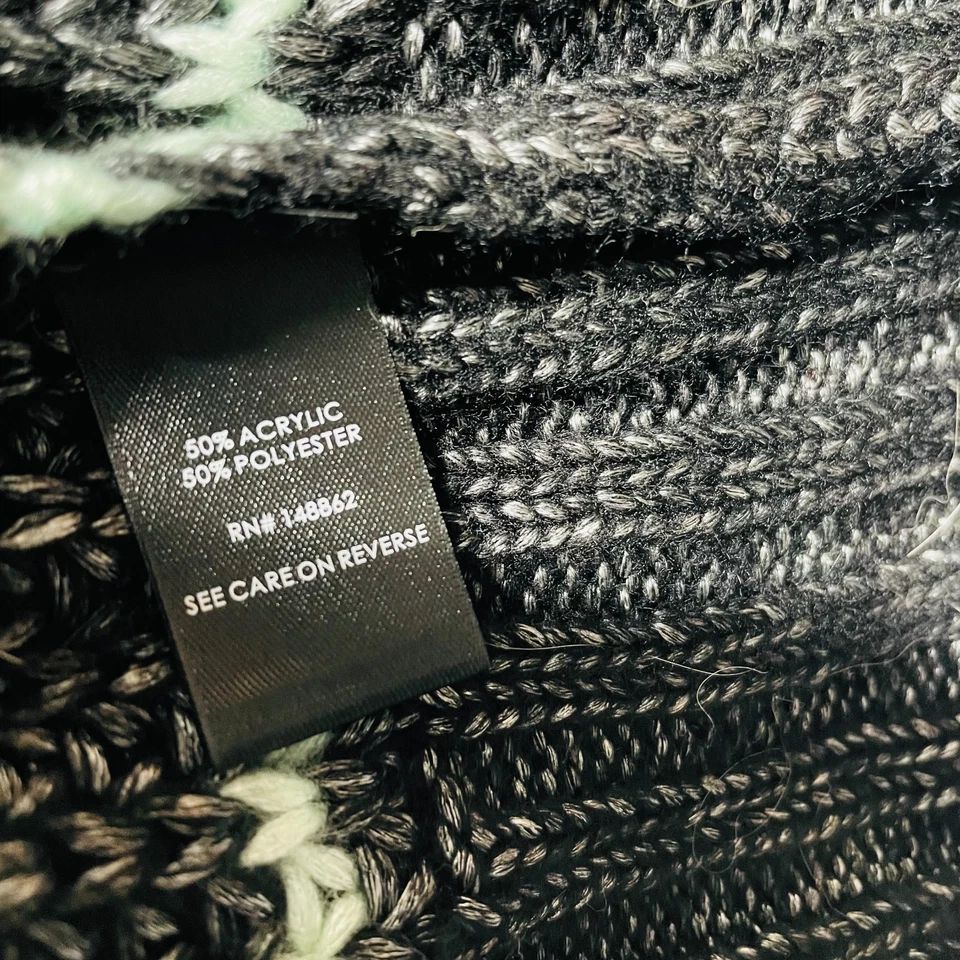 50% ACRYLIC
50% POLYESTER
RN# 148862
SEE CARE ON REVERSE